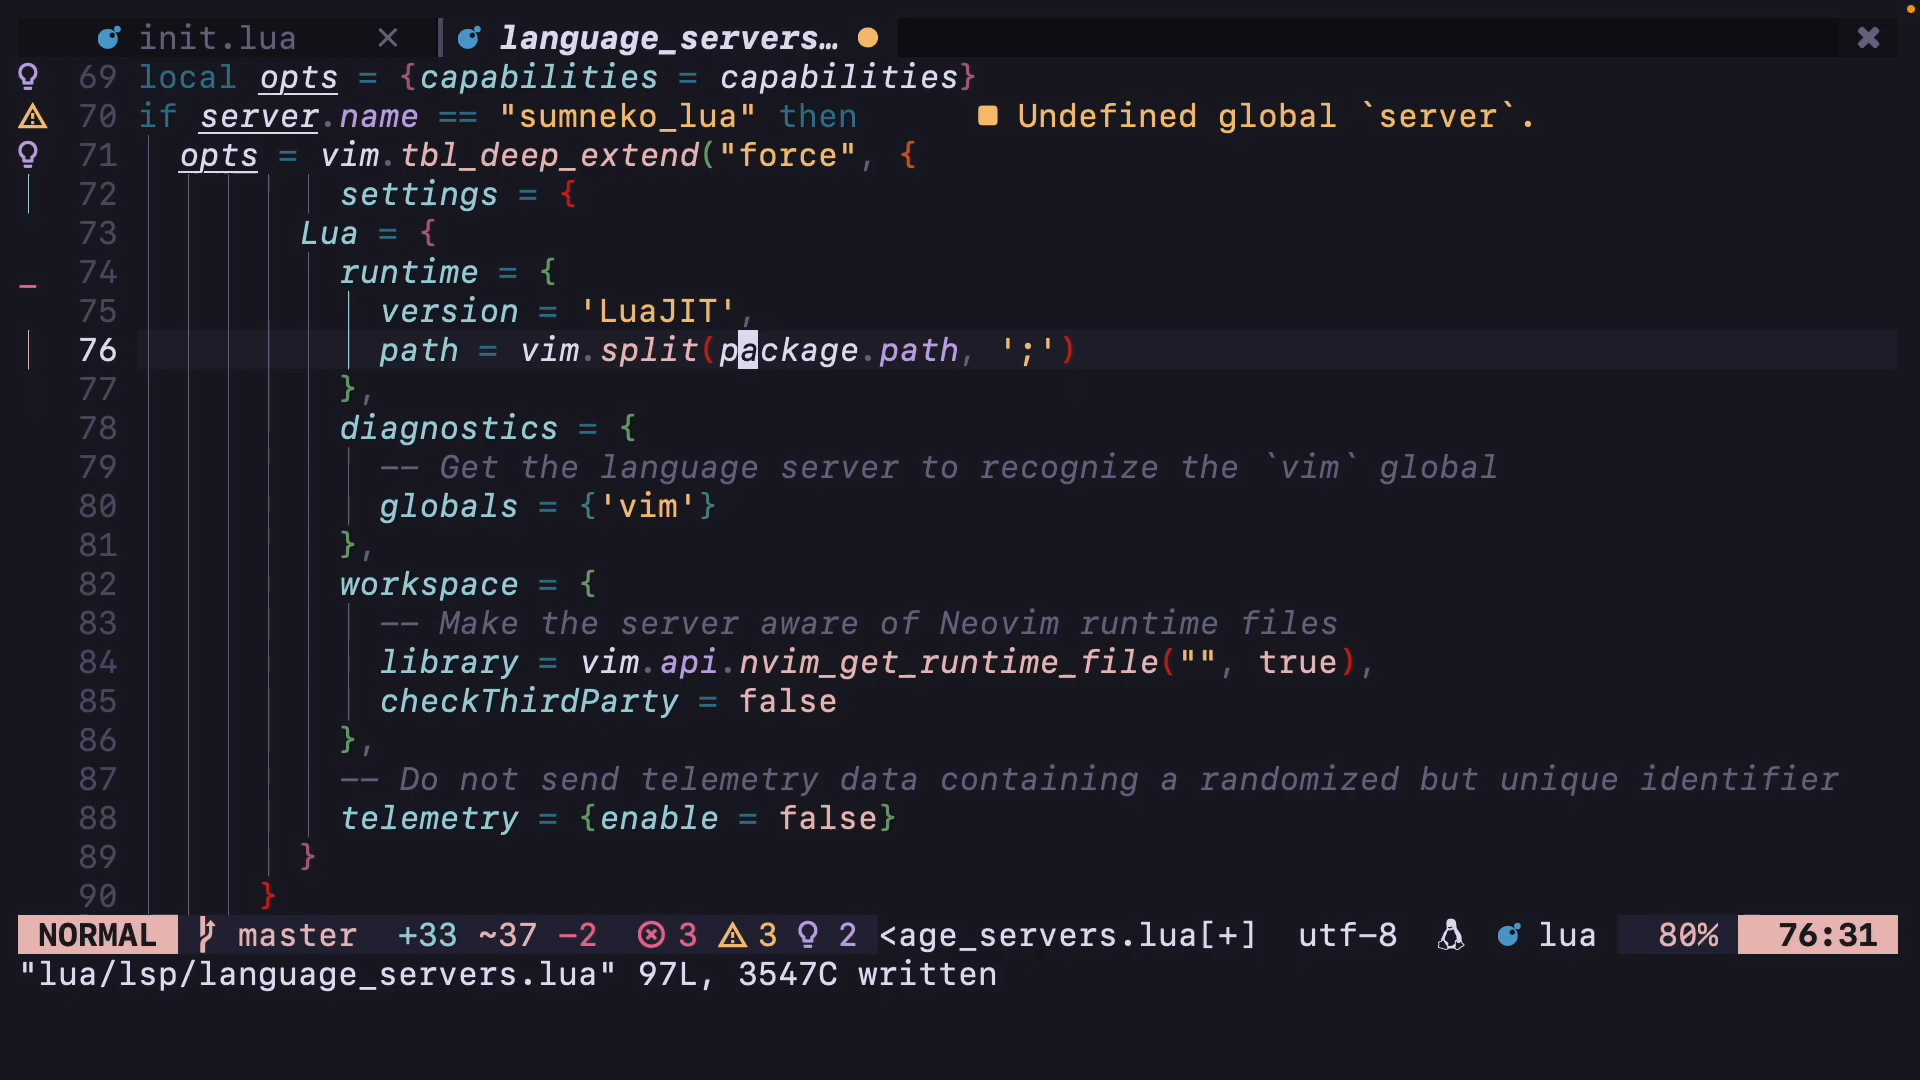 init.lua language_servers…
69 local opts = {capabilities = capabilities}
70 if server.name == "sumneko_lua" then Undefined global `server`.
71 opts = vim.tbl_deep_extend("force", {
72 settings = {
73 Lua = {
74 runtime = {
75 version = 'LuaJIT',
76 path = vim.split(package.path, ';')
77 },
78 diagnostics = {
79 -- Get the language server to recognize the `vim` global
80 globals = {'vim'}
81 },
82 workspace = {
83 -- Make the server aware of Neovim runtime files
84 library = vim.api.nvim_get_runtime_file("", true),
85 checkThirdParty = false
86 },
87 -- Do not send telemetry data containing a randomized but unique identifier
88 telemetry = {enable = false}
89 }
90 }
NORMAL master +33 ~37 -2 3 3 2 <age_servers.lua[+] utf-8 lua 80% 76:31
"lua/lsp/language_servers.lua" 97L, 3547C written